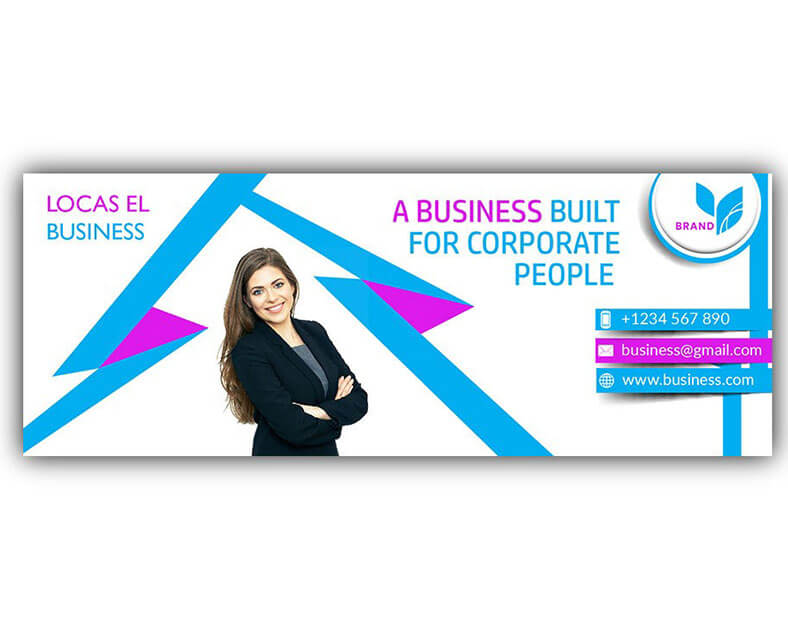 LOCAS EL
BUSINESS
A BUSINESS BUILT
FOR CORPORATE
PEOPLE
BRAND
+1234 567 890
business@gmail.com
www.business.com